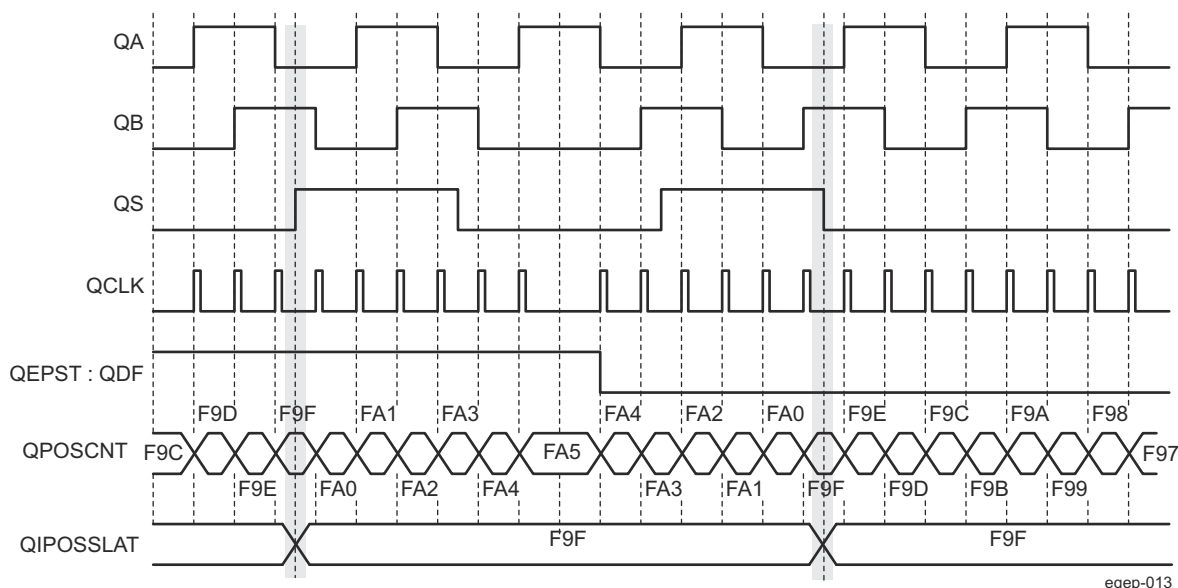 QA
QB
QS
QCLK
QEPST : QDF
F9D F9F FA1 FA3 FA4 FA2 FA0 F9E F9C F9A F98
QPOSCNT F9C FA5 F97
F9E FA0 FA2 FA4 FA3 FA1 F9F F9D F9B F99
QIPOSSLAT F9F F9F
eqep-013